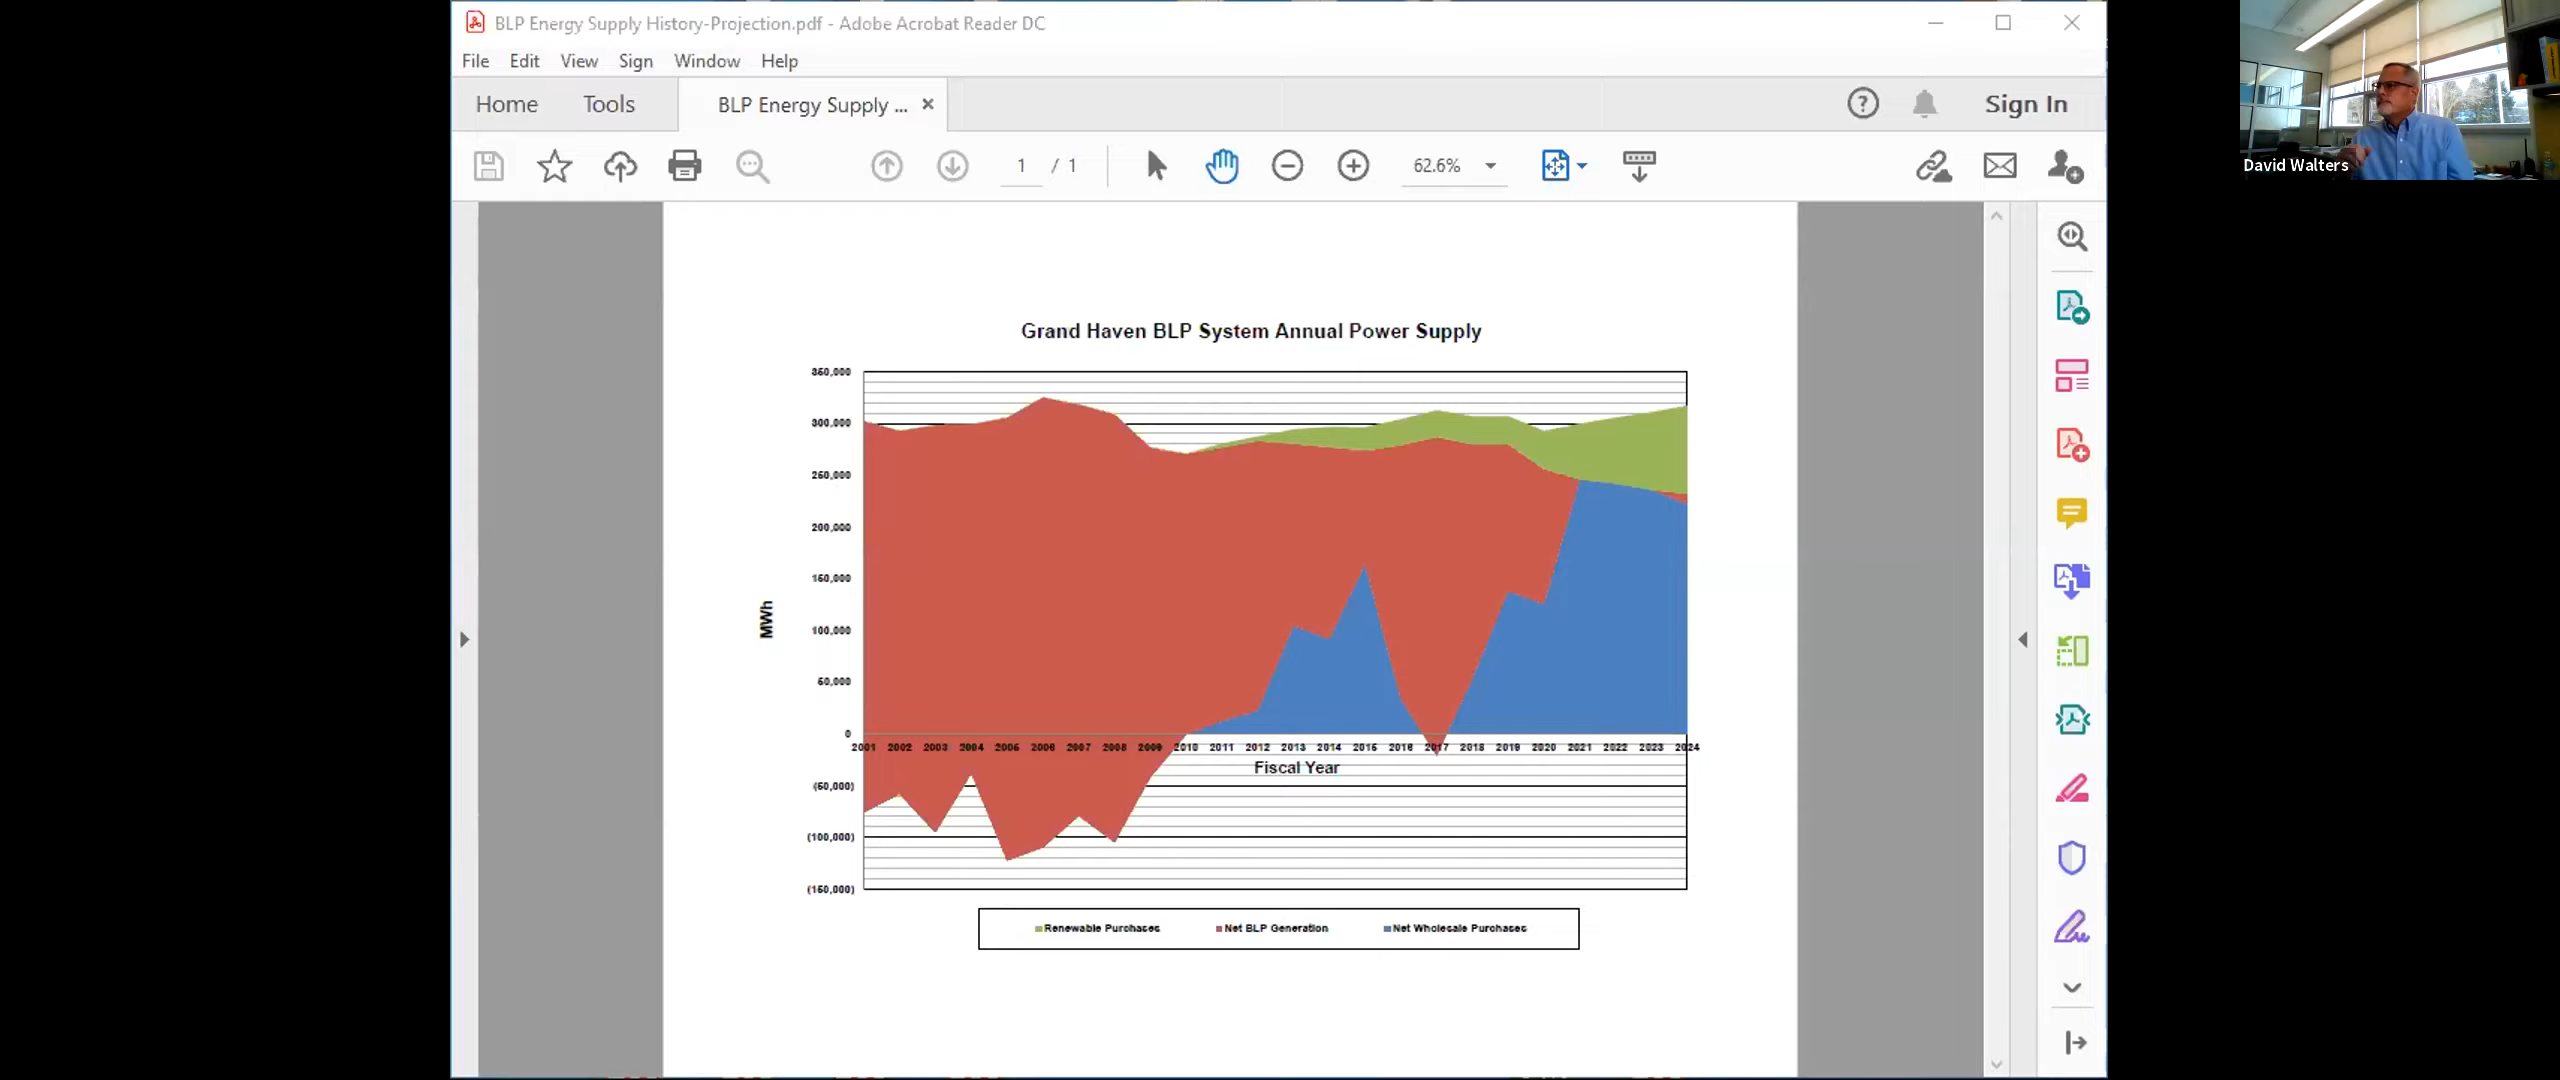 BLP Energy Supply History-Projection.pdf - Adobe Acrobat Reader DC
File Edit View Sign Window Help
Home Tools BLP Energy Supply ... Sign In
1 / 1 62.6%
David Walters
Grand Haven BLP System Annual Power Supply
350,000
300,000
250,000
200,000
150,000
100,000
50,000
0
(50,000)
(100,000)
(150,000)
MWh
2001 2002 2003 2004 2005 2006 2007 2008 2009 2010 2011 2012 2013 2014 2015 2016 2017 2018 2019 2020 2021 2022 2023 2024
Fiscal Year
Renewable Purchases Net BLP Generation Net Wholesale Purchases